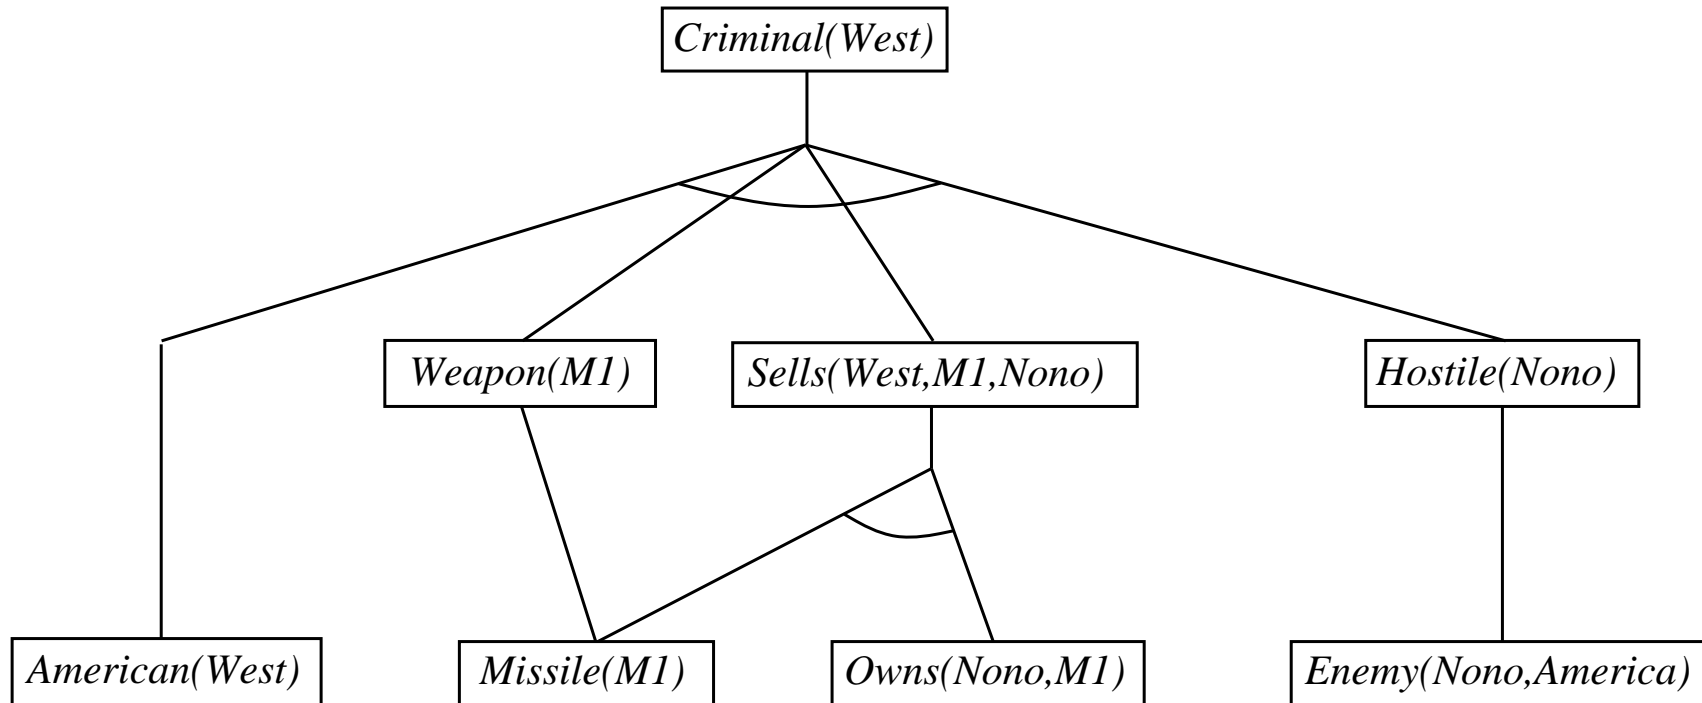 Criminal(West)
Weapon(M1)
Sells(West,M1,Nono)
Hostile(Nono)
American(West)
Missile(M1)
Owns(Nono,M1)
Enemy(Nono,America)